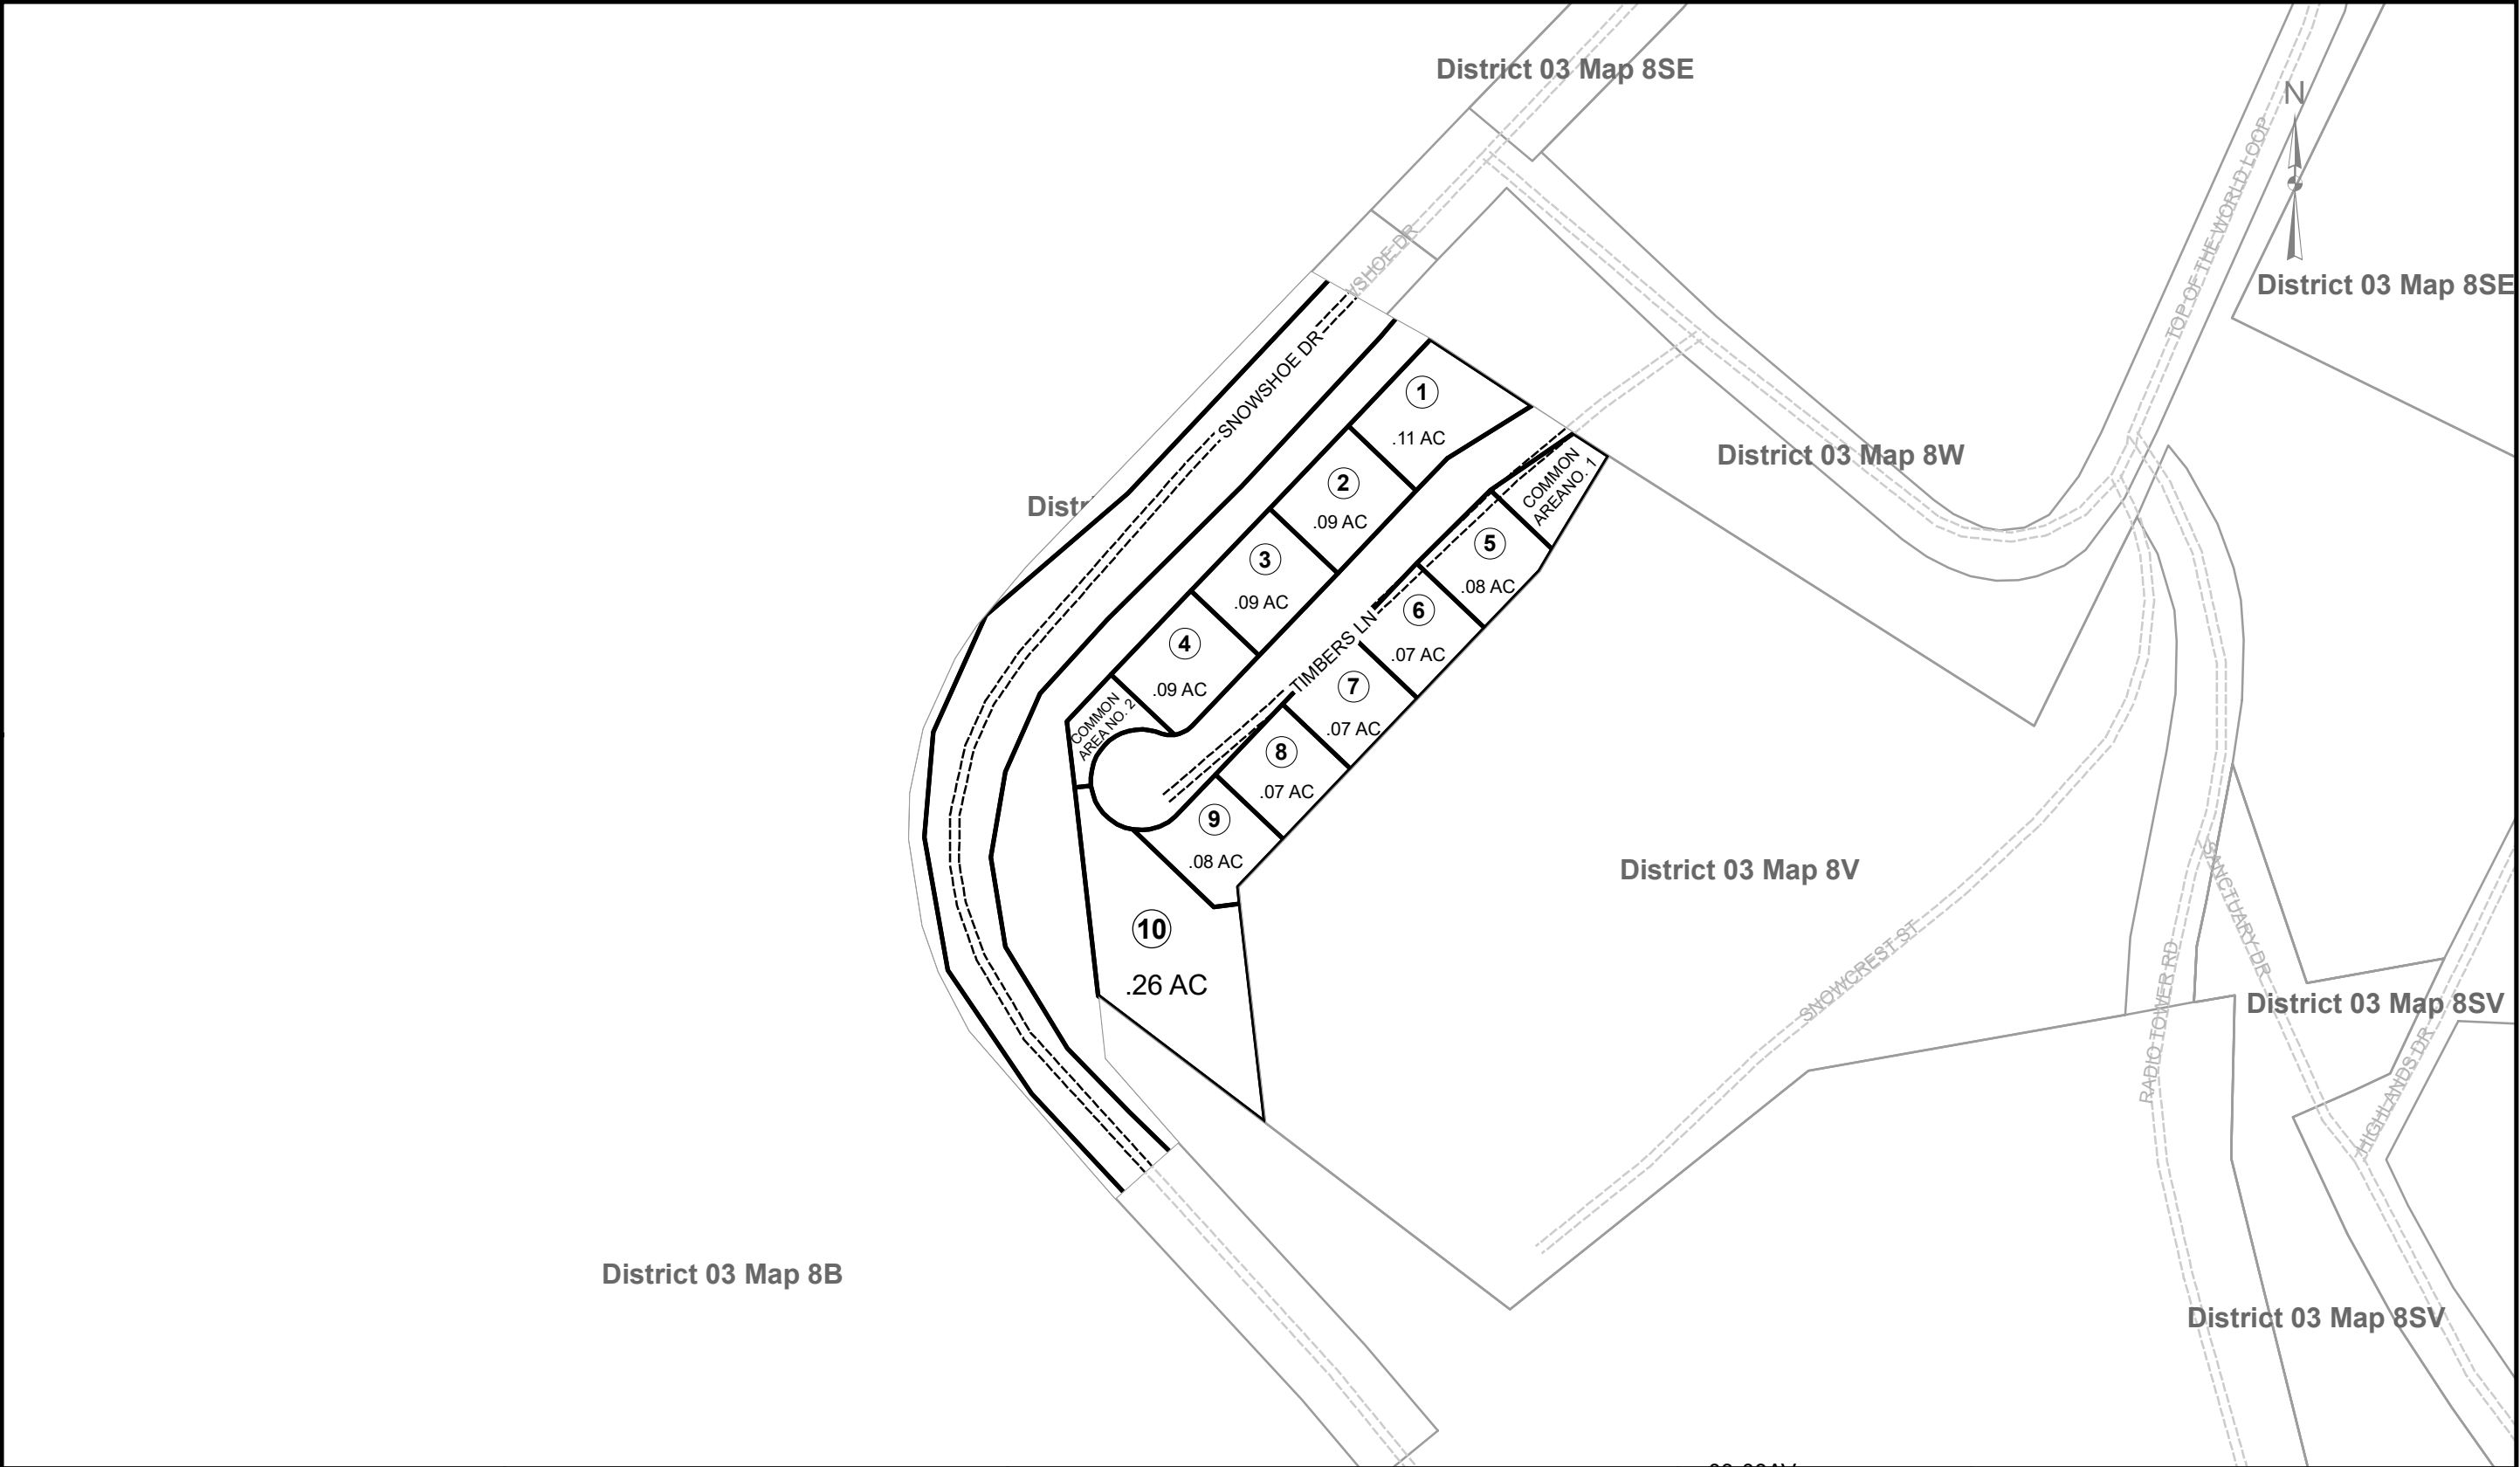 District 03 Map 8SE
N
TOP OF THE WORLD LOOP
District 03 Map 8SE
SNOWSHOE DR
1
.11 AC
District 03 Map 8W
COMMON
AREANO. 1
2
.09 AC
5
.08 AC
3
.09 AC
6
.07 AC
4
.09 AC
TIMBERS LN
7
.07 AC
COMMON
AREA NO. 2
8
.07 AC
9
.08 AC
District 03 Map 8V
10
.26 AC
SNOWCREST ST
SANCTUARY DR
RADIO TOWER RD
District 03 Map 8SV
HIGHLANDS DR
District 03 Map 8B
District 03 Map 8SV